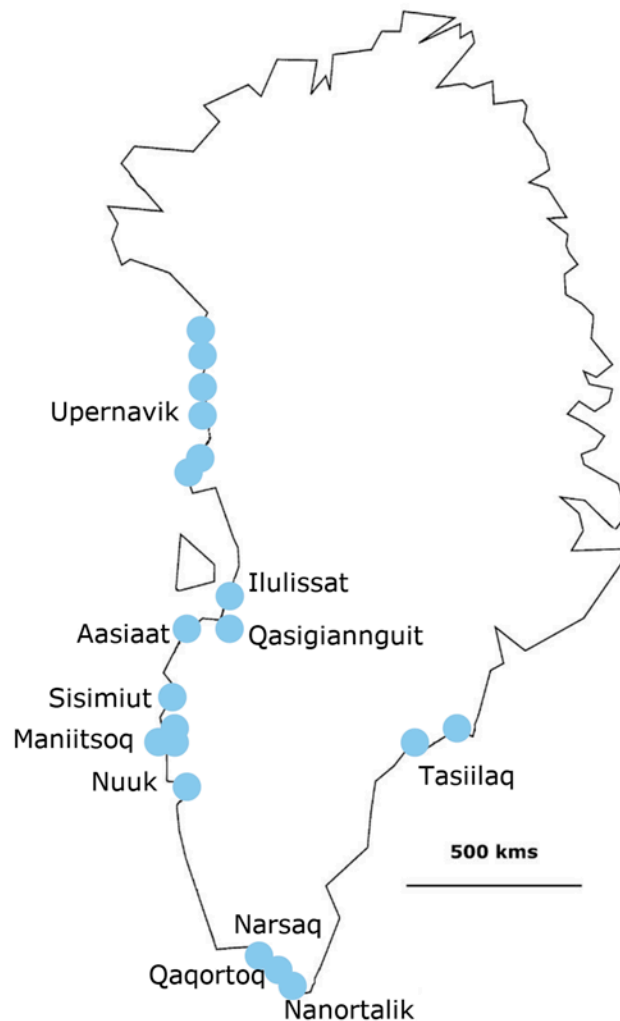 Upernavik
Ilulissat
Aasiaat
Qasigiannguit
Sisimiut
Maniitsoq
Nuuk
Tasiilaq
500 kms
Narsaq
Qaqortoq
Nanortalik